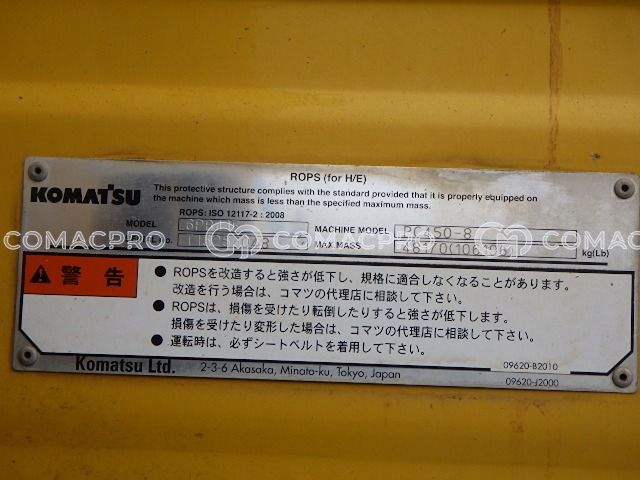 ROPS (for H/E)
KOMATSU
This protective structure complies with the standard provided that it is properly equipped on
the machine which mass is less than the specified maximum mass.
ROPS: ISO 12117-2 : 2008
MODEL MACHINE MODEL PC450-8
MAX MASS kg(Lb)
COMACPRO COMACPRO COMACPRO
警告
● ROPSを改造すると強さが低下し、規格に適合しなくなることがあります。
改造を行う場合は、コマツの代理店に相談して下さい。
● ROPSは、損傷を受けたり転倒したりすると強さが低下します。
損傷を受けたり変形した場合は、コマツの代理店に相談して下さい。
● 運転時は、必ずシートベルトを着用して下さい。
Komatsu Ltd. 2-3-6 Akasaka, Minato-ku, Tokyo, Japan
09620-B2010
09620-J2000